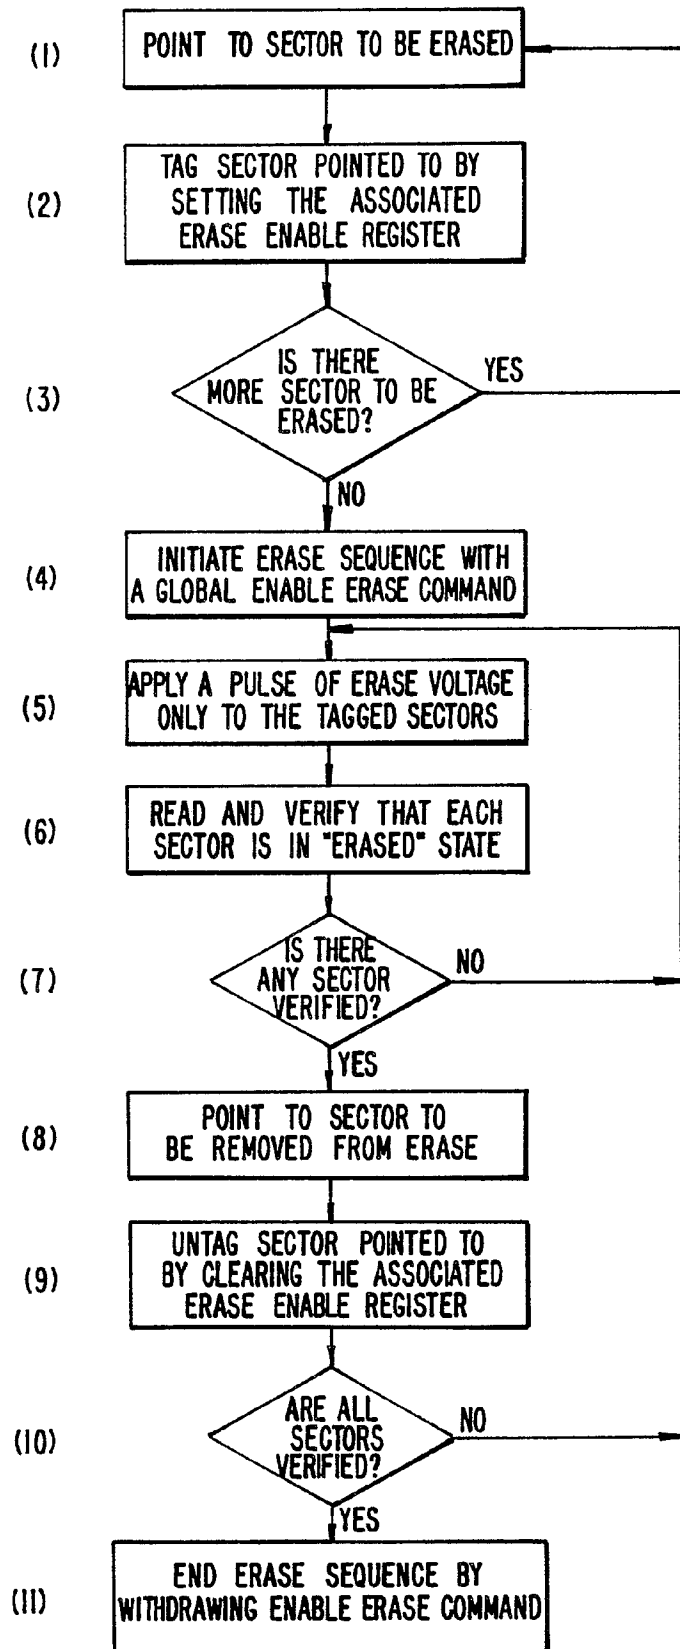 (1)
POINT TO SECTOR TO BE ERASED
(2)
TAG SECTOR POINTED TO BY
SETTING THE ASSOCIATED
ERASE ENABLE REGISTER
(3)
IS THERE
MORE SECTOR TO BE
ERASED?
YES
NO
(4)
INITIATE ERASE SEQUENCE WITH
A GLOBAL ENABLE ERASE COMMAND
(5)
APPLY A PULSE OF ERASE VOLTAGE
ONLY TO THE TAGGED SECTORS
(6)
READ AND VERIFY THAT EACH
SECTOR IS IN "ERASED" STATE
(7)
IS THERE
ANY SECTOR
VERIFIED?
NO
YES
(8)
POINT TO SECTOR TO
BE REMOVED FROM ERASE
(9)
UNTAG SECTOR POINTED TO
BY CLEARING THE ASSOCIATED
ERASE ENABLE REGISTER
(10)
ARE ALL
SECTORS
VERIFIED?
NO
YES
(11)
END ERASE SEQUENCE BY
WITHDRAWING ENABLE ERASE COMMAND